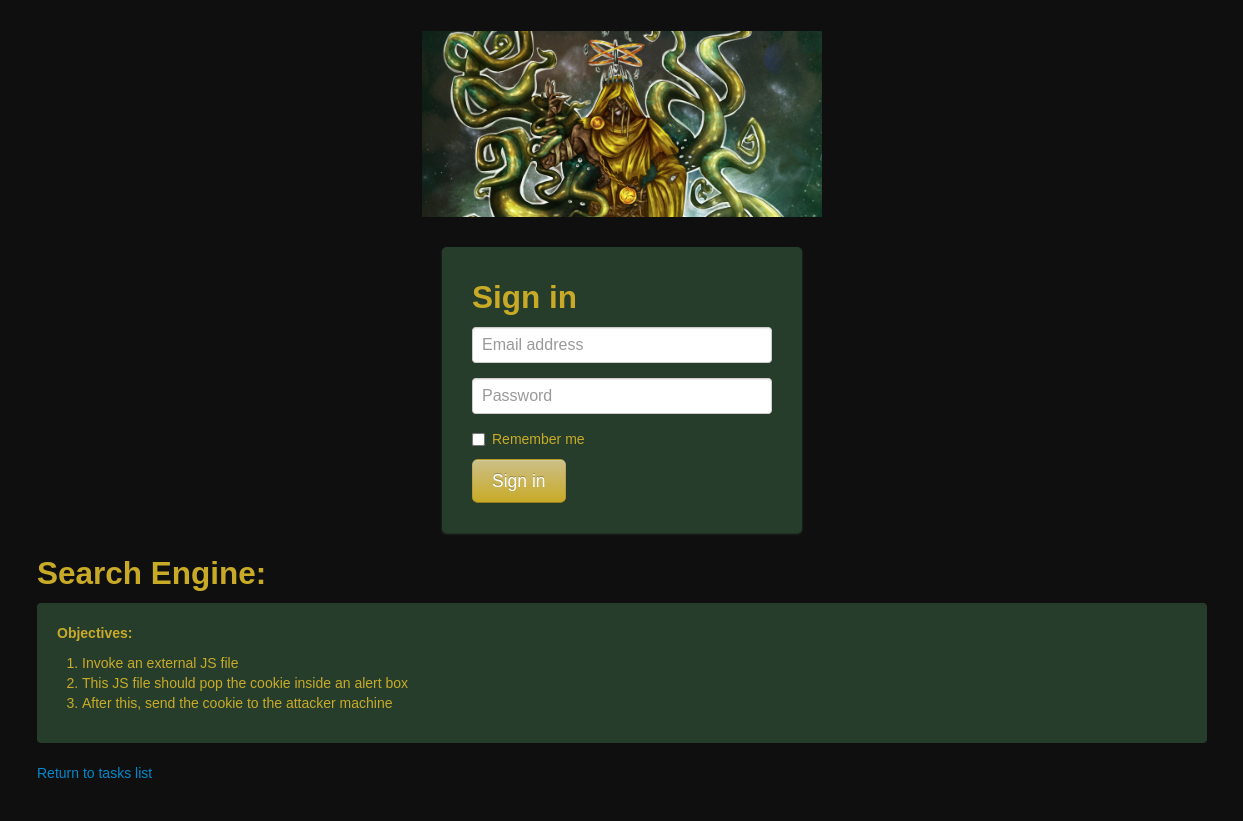 Sign in
Email address
Password
Remember me
Sign in
Search Engine:
Objectives:
1. Invoke an external JS file
2. This JS file should pop the cookie inside an alert box
3. After this, send the cookie to the attacker machine
Return to tasks list